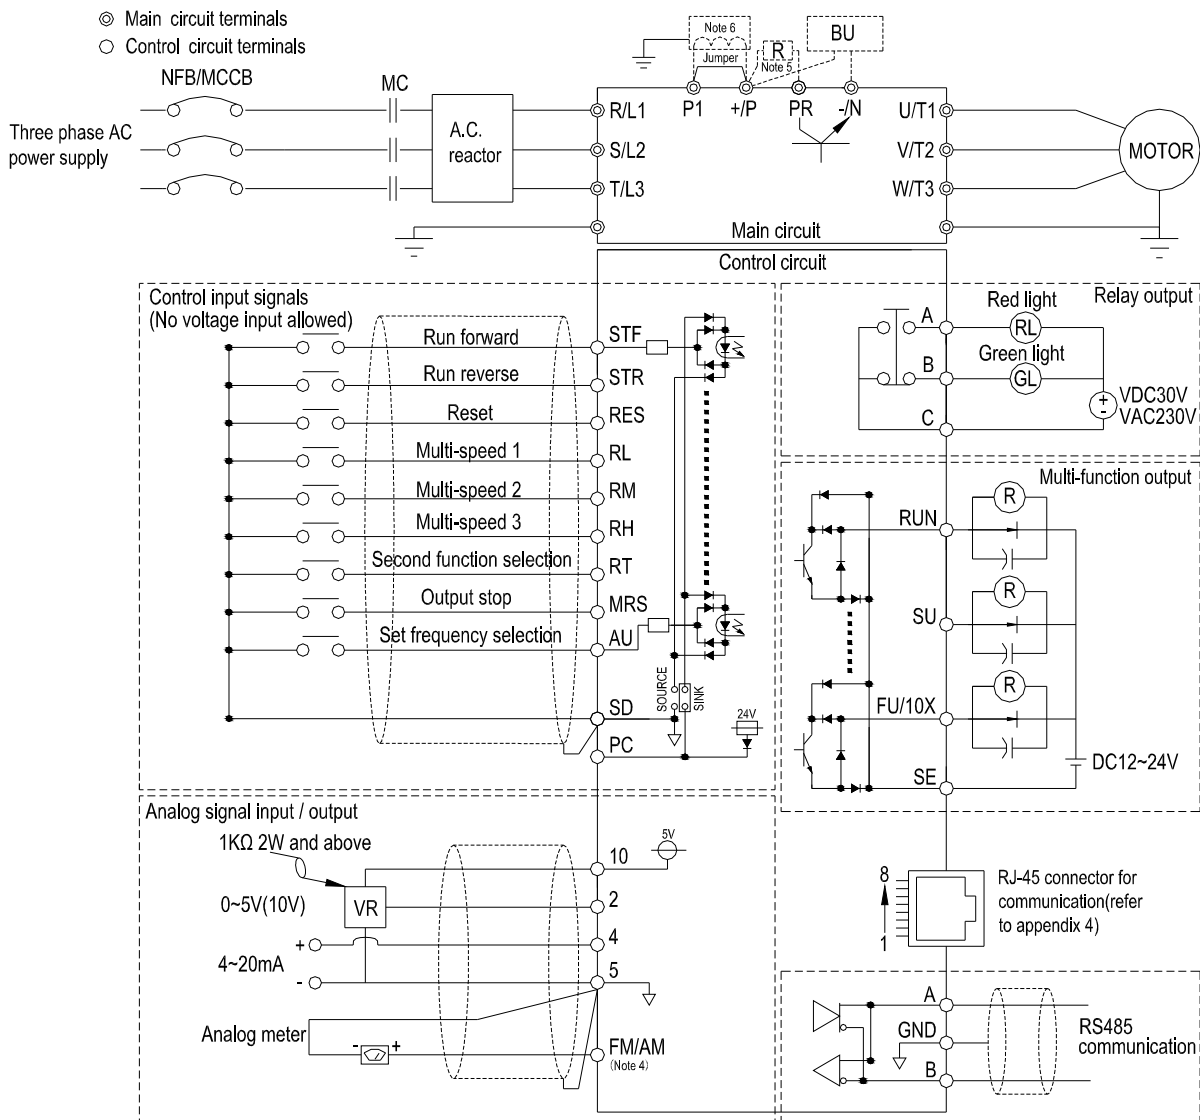 Main circuit terminals
Control circuit terminals
NFB/MCCB
MC
Three phase AC
power supply
A.C.
reactor
Note 6
Jumper
R
Note 5
BU
R/L1
S/L2
T/L3
P1
+/P
PR
-/N
U/T1
V/T2
W/T3
MOTOR
Main circuit
Control circuit
Control input signals
(No voltage input allowed)
Run forward
STF
Run reverse
STR
Reset
RES
Multi-speed 1
RL
Multi-speed 2
RM
Multi-speed 3
RH
Second function selection
RT
Output stop
MRS
Set frequency selection
AU
SOURCE
SINK
SD
PC
24V
Relay output
Red light
A
RL
Green light
B
GL
C
+
-
VDC30V
VAC230V
Multi-function output
R
RUN
R
SU
R
FU/10X
SE
DC12~24V
Analog signal input / output
1KΩ 2W and above
10
5V
0~5V(10V)
VR
2
+
4
4~20mA
-
5
Analog meter
- +
FM/AM
(Note 4)
8
1
RJ-45 connector for
communication(refer
to appendix 4)
A
GND
B
RS485
communication